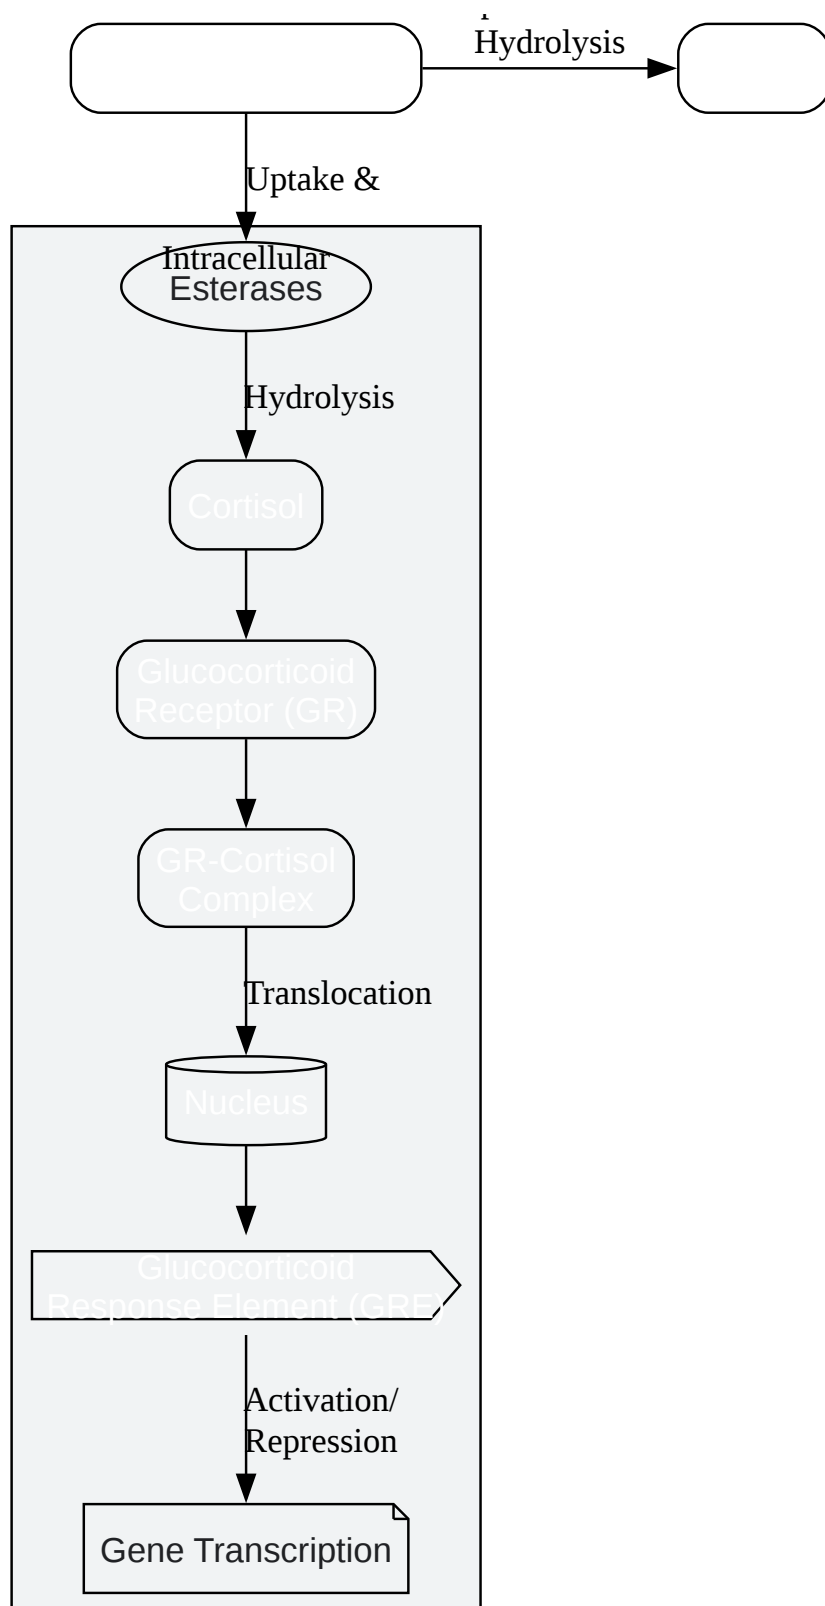 Hydrolysis
Uptake &
Intracellular
Esterases
Hydrolysis
Cortisol
Glucocorticoid
Receptor (GR)
GR-Cortisol
Complex
Translocation
Nucleus
Glucocorticoid
Response Element (GRE)
Activation/
Repression
Gene Transcription